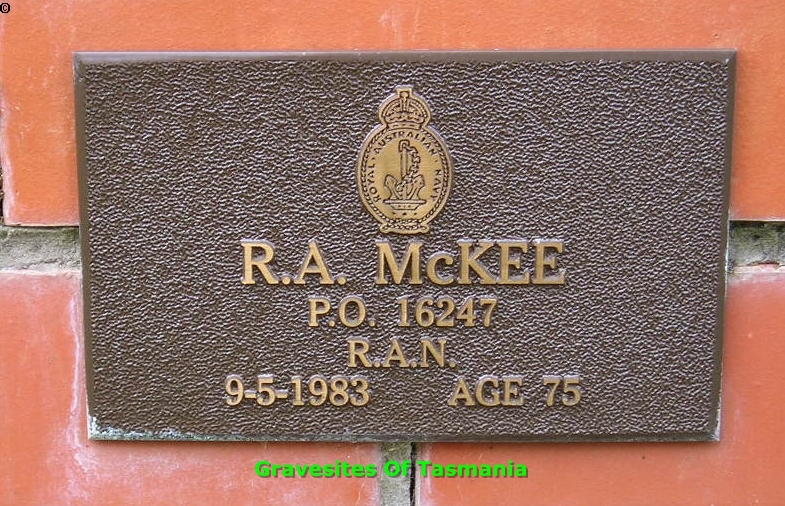 ©
ROYAL · AUSTRALIAN · NAVY
R.A. McKEE
P.O. 16247
R.A.N.
9-5-1983 AGE 75
Gravesites Of Tasmania